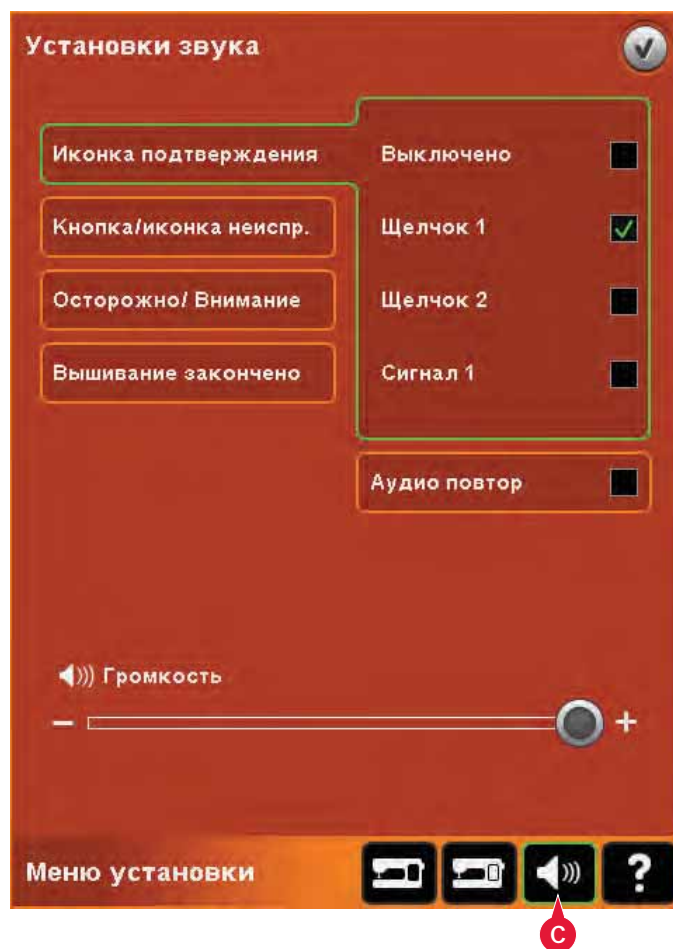 Установки звука
Иконка подтверждения
Кнопка/иконка неиспр.
Осторожно/ Внимание
Вышивание закончено
Выключено
Щелчок 1
Щелчок 2
Сигнал 1
Аудио повтор
Громкость
− +
Меню установки
?
C